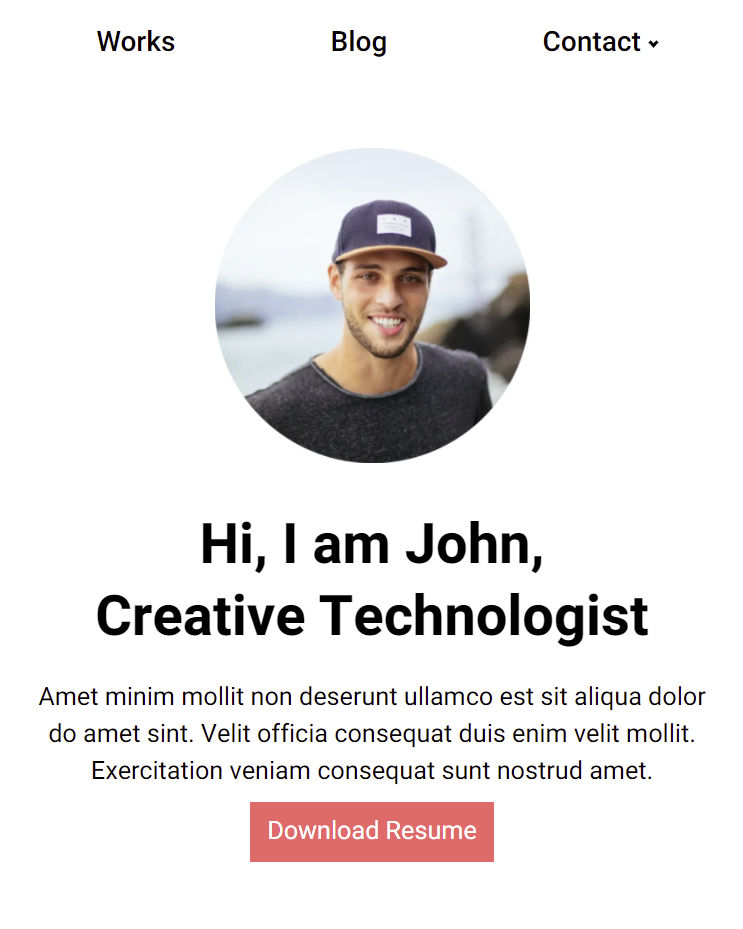 Works Blog Contact
Hi, I am John,
Creative Technologist
Amet minim mollit non deserunt ullamco est sit aliqua dolor
do amet sint. Velit officia consequat duis enim velit mollit.
Exercitation veniam consequat sunt nostrud amet.
Download Resume